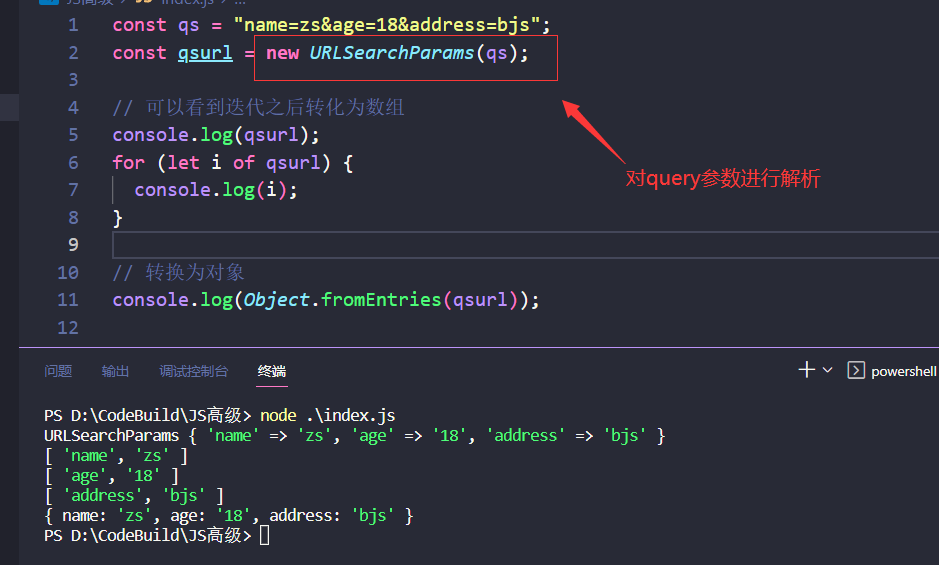 JS高级 > JS index.js > ...
1 const qs = "name=zs&age=18&address=bjs";
2 const qsurl = new URLSearchParams(qs);
3
4 // 可以看到迭代之后转化为数组
5 console.log(qsurl);
6 for (let i of qsurl) {
7 console.log(i);
8 }
9
10 // 转换为对象
11 console.log(Object.fromEntries(qsurl));
12
对query参数进行解析
问题 输出 调试控制台 终端 powershell
PS D:\CodeBuild\JS高级> node .\index.js
URLSearchParams { 'name' => 'zs', 'age' => '18', 'address' => 'bjs' }
[ 'name', 'zs' ]
[ 'age', '18' ]
[ 'address', 'bjs' ]
{ name: 'zs', age: '18', address: 'bjs' }
PS D:\CodeBuild\JS高级>